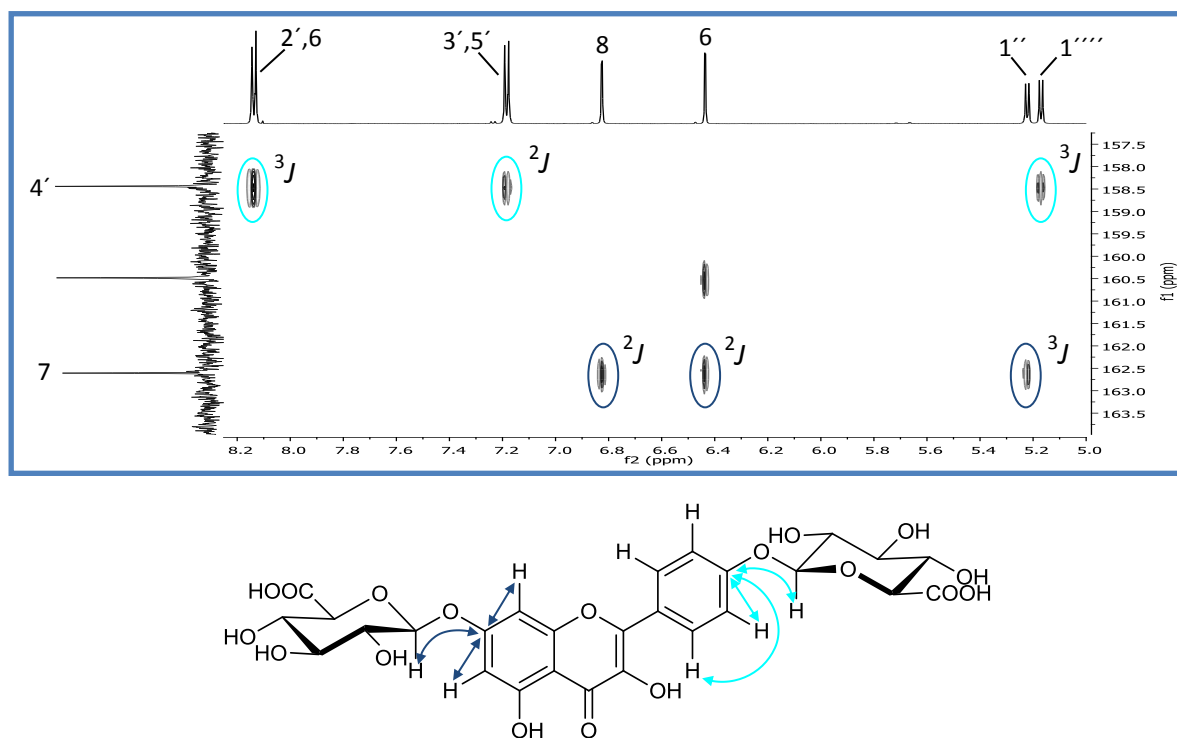 2´,6
3´,5´
8
6
1´´
1´´´´
³J
²J
³J
4´
²J
²J
³J
7
157.5
158.0
158.5
159.0
159.5
160.0
160.5
161.0
161.5
162.0
162.5
163.0
163.5
f1 (ppm)
8.2 8.0 7.8 7.6 7.4 7.2 7.0 6.8 6.6 6.4 6.2 6.0 5.8 5.6 5.4 5.2 5.0
f2 (ppm)
H
HO
OH
H
O
O
OH
HOOC
O
O
H
O
H
COOH
HO
HO
OH
H
H
H
H
OH
OH
O